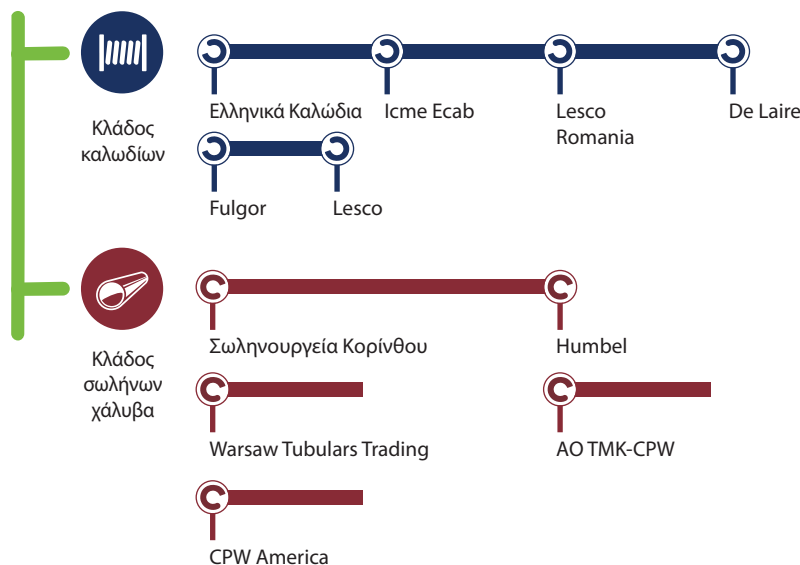 Κλάδος
καλωδίων
Ελληνικά Καλώδια
Icme Ecab
Lesco
Romania
De Laire
Fulgor
Lesco
Κλάδος
σωλήνων
χάλυβα
Σωληνουργεία Κορίνθου
Humbel
Warsaw Tubulars Trading
AO TMK-CPW
CPW America